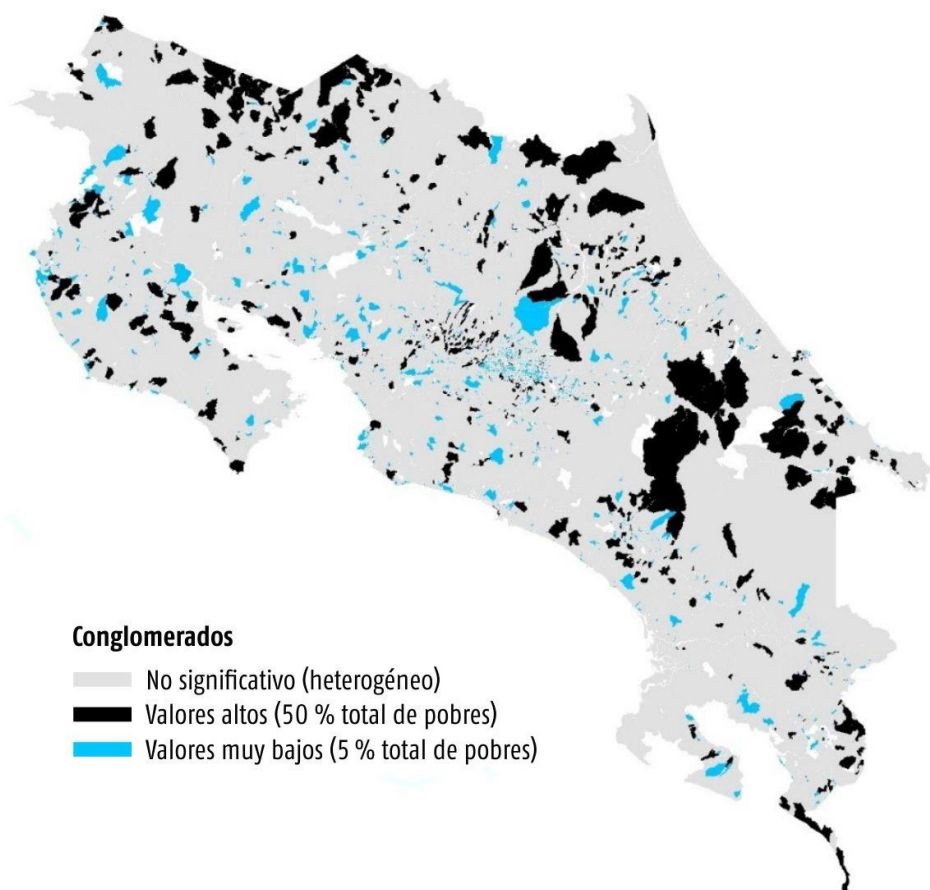 Conglomerados
No significativo (heterogéneo)
Valores altos (50 % total de pobres)
Valores muy bajos (5 % total de pobres)